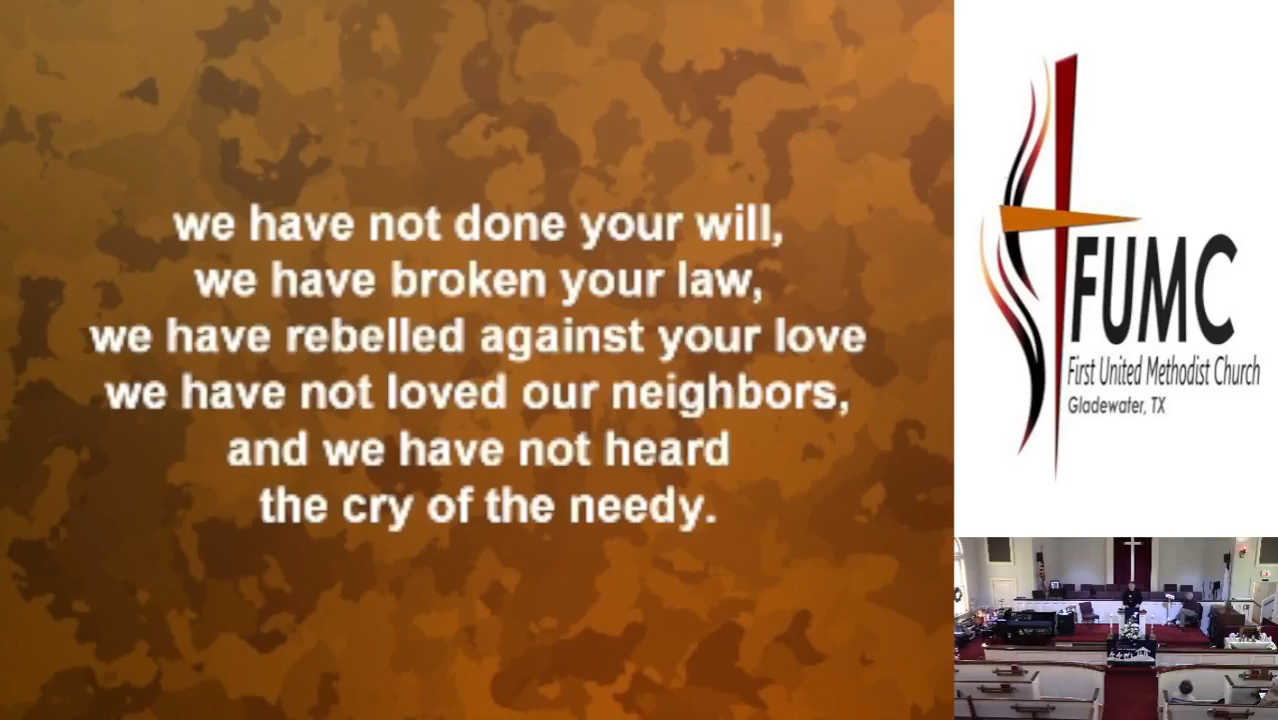 we have not done your will,
we have broken your law,
we have rebelled against your love
we have not loved our neighbors,
and we have not heard
the cry of the needy.
FUMC
First United Methodist Church
Gladewater, TX